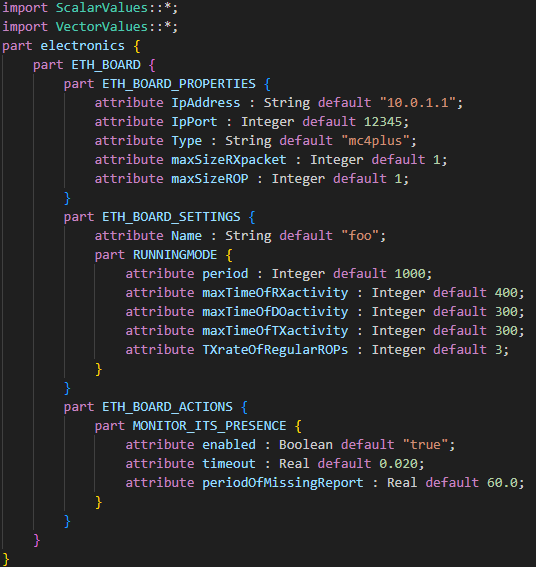 import ScalarValues::*;
import VectorValues::*;
part electronics {
    part ETH_BOARD {
        part ETH_BOARD_PROPERTIES {
            attribute IpAddress : String default "10.0.1.1";
            attribute IpPort : Integer default 12345;
            attribute Type : String default "mc4plus";
            attribute maxSizeRXpacket : Integer default 1;
            attribute maxSizeROP : Integer default 1;
        }
        part ETH_BOARD_SETTINGS {
            attribute Name : String default "foo";
            part RUNNINGMODE {
                attribute period : Integer default 1000;
                attribute maxTimeOfRXactivity : Integer default 400;
                attribute maxTimeOfDOactivity : Integer default 300;
                attribute maxTimeOfTXactivity : Integer default 300;
                attribute TXrateOfRegularROPs : Integer default 3;
            }
        }
        part ETH_BOARD_ACTIONS {
            part MONITOR_ITS_PRESENCE {
                attribute enabled : Boolean default "true";
                attribute timeout : Real default 0.020;
                attribute periodOfMissingReport : Real default 60.0;
            }
        }
    }
}